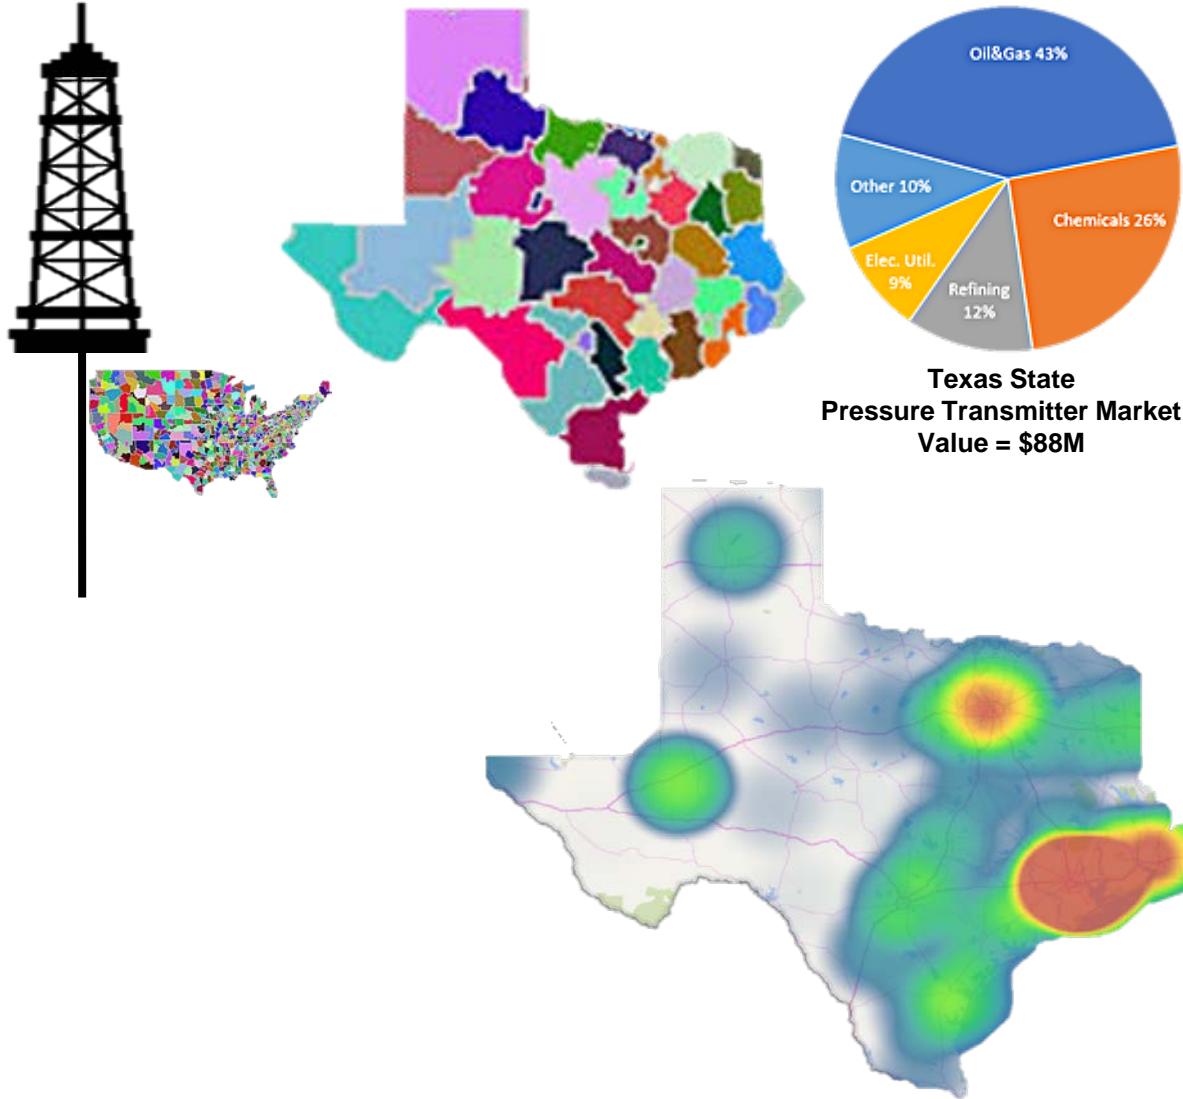 Oil&Gas 43%
Other 10%
Chemicals 26%
Elec. Util.
9%
Refining
12%
Texas State
Pressure Transmitter Market
Value = $88M